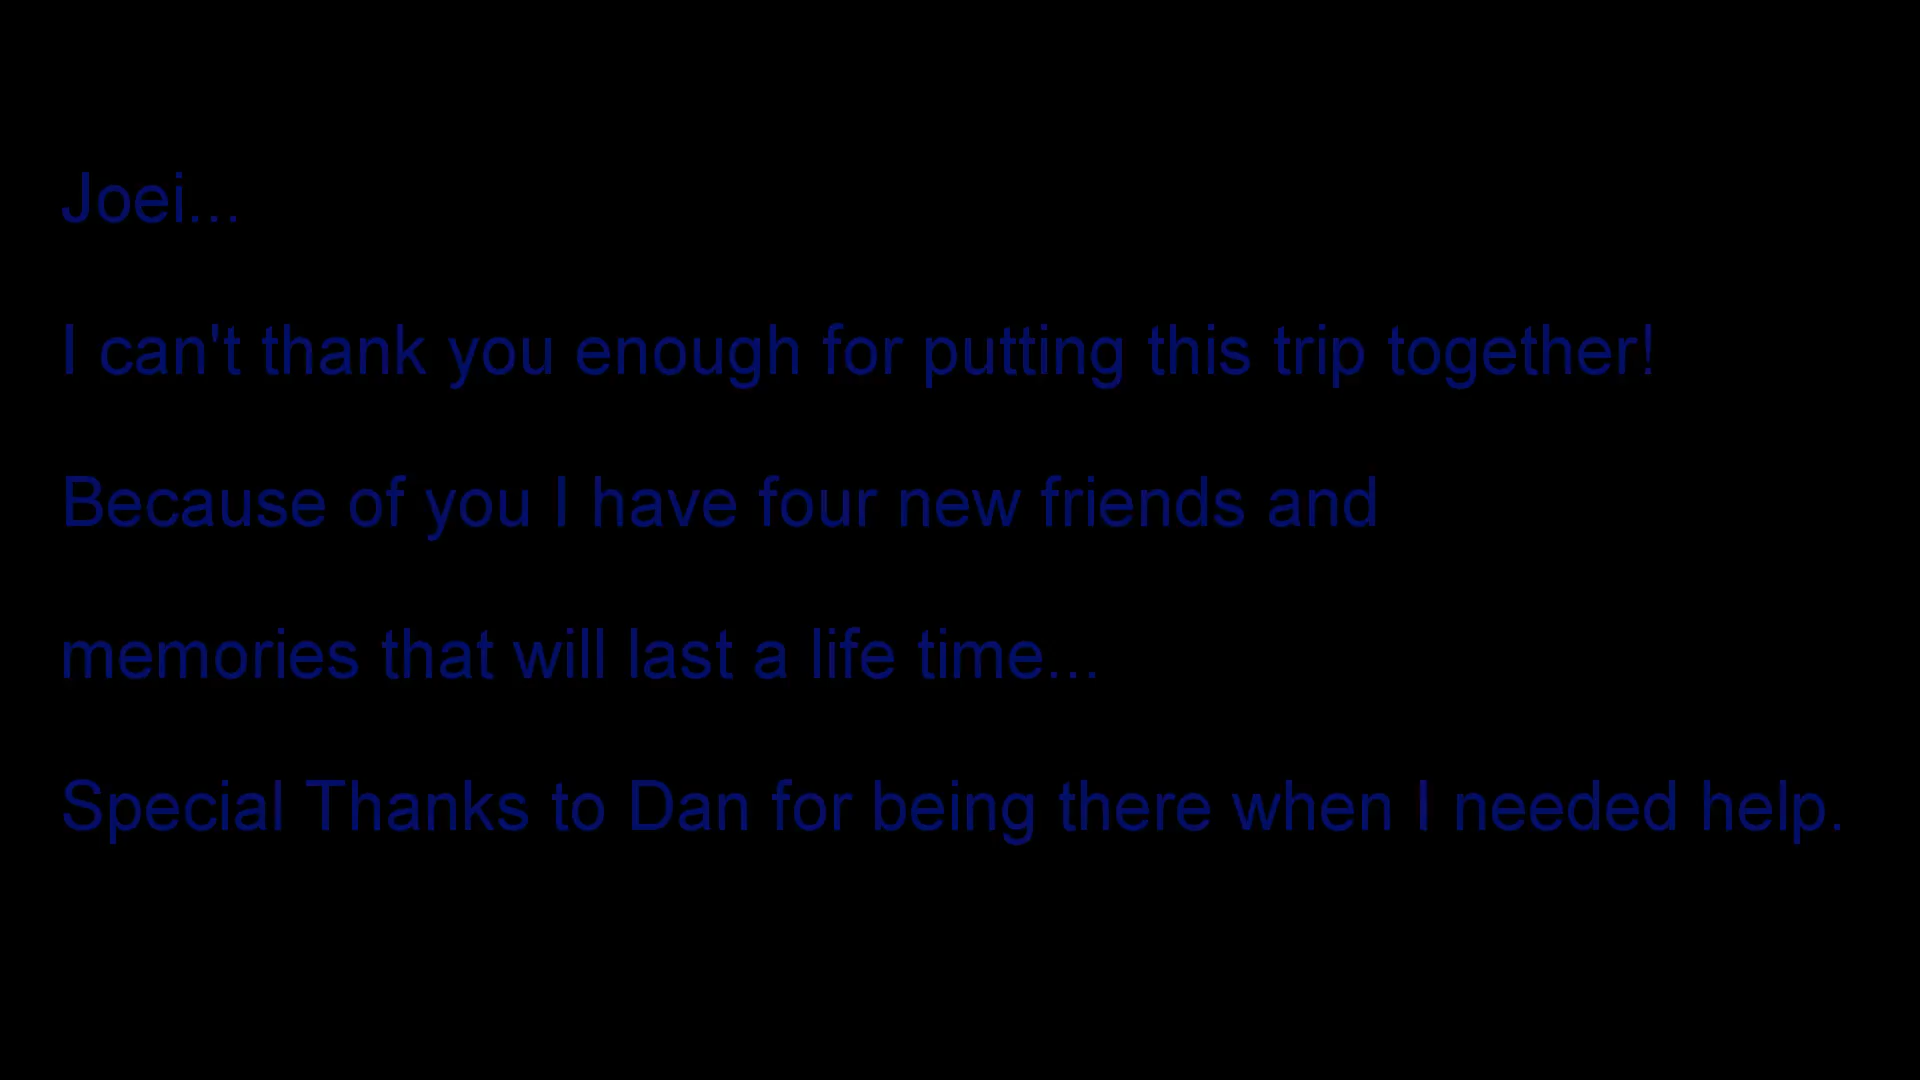 Joei...
I can't thank you enough for putting this trip together!
Because of you I have four new friends and
memories that will last a life time...
Special Thanks to Dan for being there when I needed help.